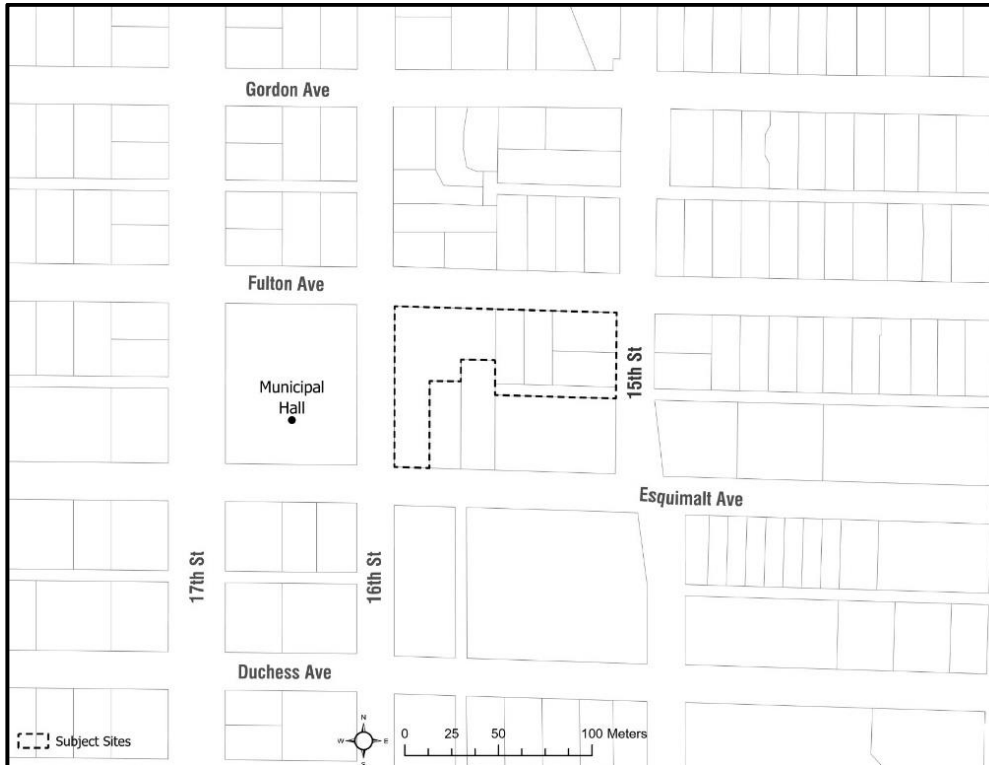 Gordon Ave
Fulton Ave
Municipal
Hall
15th St
Esquimalt Ave
17th St
16th St
Duchess Ave
Subject Sites
N
W E
S
0 25 50 100 Meters